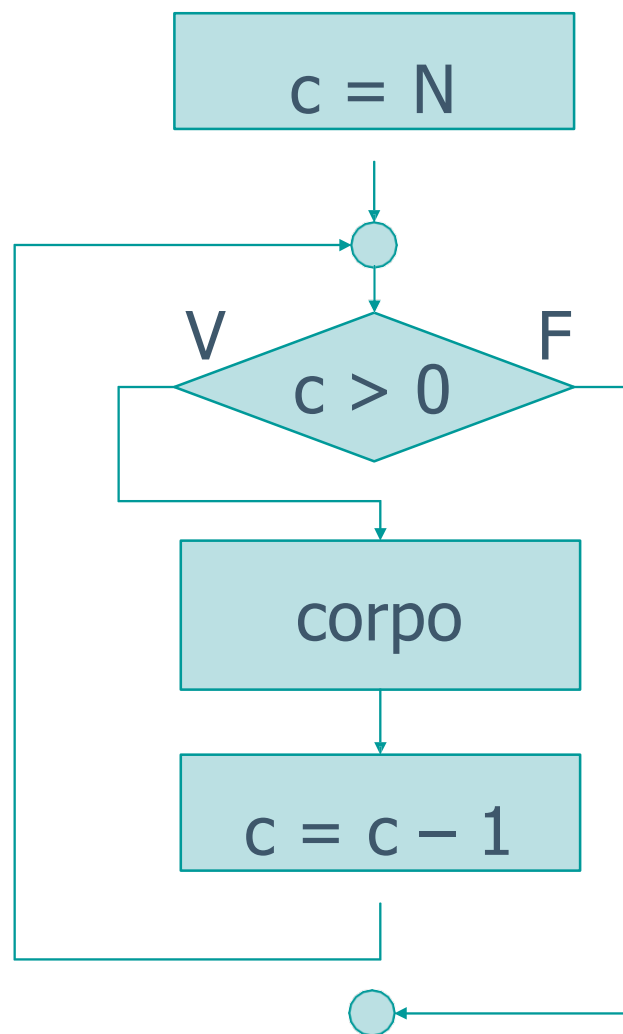 c = N
V
F
c > 0
corpo
c = c – 1